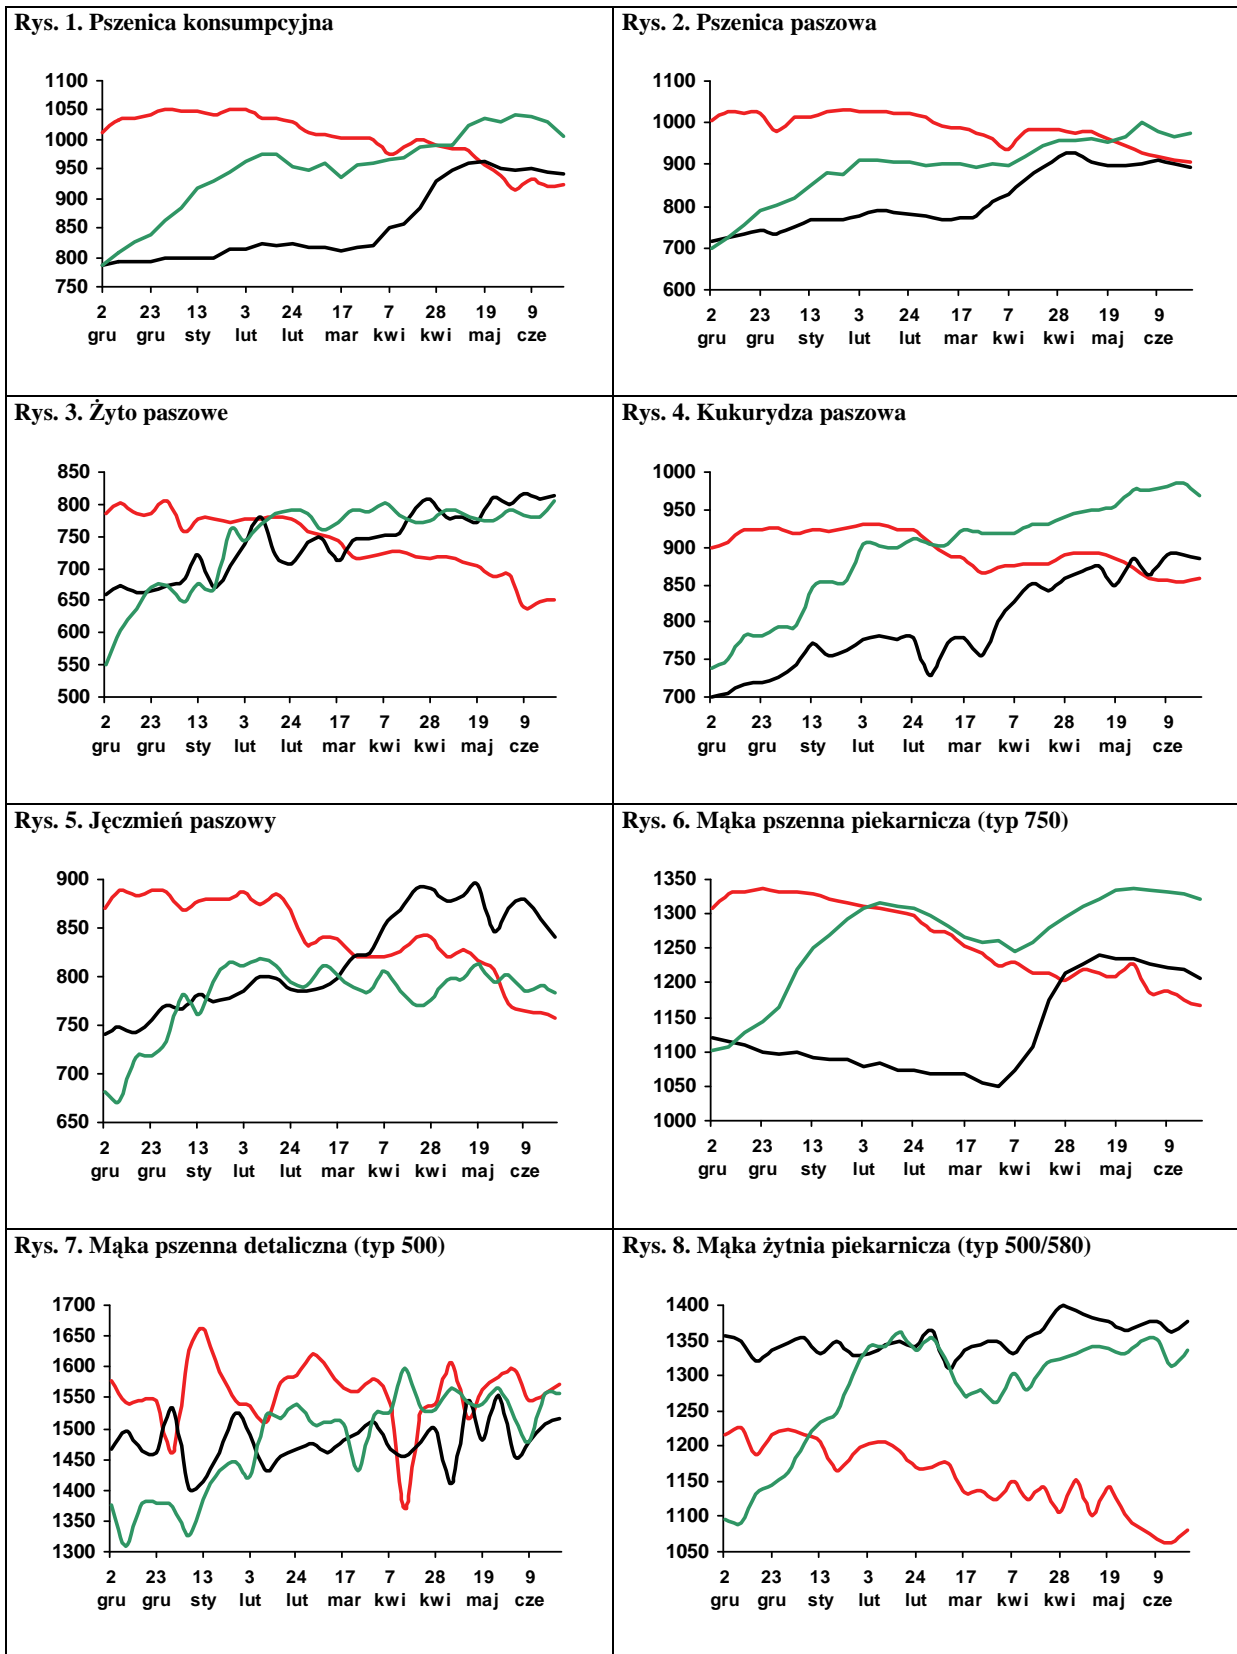 Rys. 1. Pszenica konsumpcyjna
1100
1050
1000
950
900
850
800
750
2 23 13 3 24 17 7 28 19 9
gru gru sty lut lut mar kwi kwi maj cze
Rys. 2. Pszenica paszowa
1100
1000
900
800
700
600
2 23 13 3 24 17 7 28 19 9
gru gru sty lut lut mar kwi kwi maj cze
Rys. 3. Żyto paszowe
850
800
750
700
650
600
550
500
2 23 13 3 24 17 7 28 19 9
gru gru sty lut lut mar kwi kwi maj cze
Rys. 4. Kukurydza paszowa
1000
950
900
850
800
750
700
2 23 13 3 24 17 7 28 19 9
gru gru sty lut lut mar kwi kwi maj cze
Rys. 5. Jęczmień paszowy
900
850
800
750
700
650
2 23 13 3 24 17 7 28 19 9
gru gru sty lut lut mar kwi kwi maj cze
Rys. 6. Mąka pszenna piekarnicza (typ 750)
1350
1300
1250
1200
1150
1100
1050
1000
2 23 13 3 24 17 7 28 19 9
gru gru sty lut lut mar kwi kwi maj cze
Rys. 7. Mąka pszenna detaliczna (typ 500)
1700
1650
1600
1550
1500
1450
1400
1350
1300
2 23 13 3 24 17 7 28 19 9
gru gru sty lut lut mar kwi kwi maj cze
Rys. 8. Mąka żytnia piekarnicza (typ 500/580)
1400
1350
1300
1250
1200
1150
1100
1050
2 23 13 3 24 17 7 28 19 9
gru gru sty lut lut mar kwi kwi maj cze